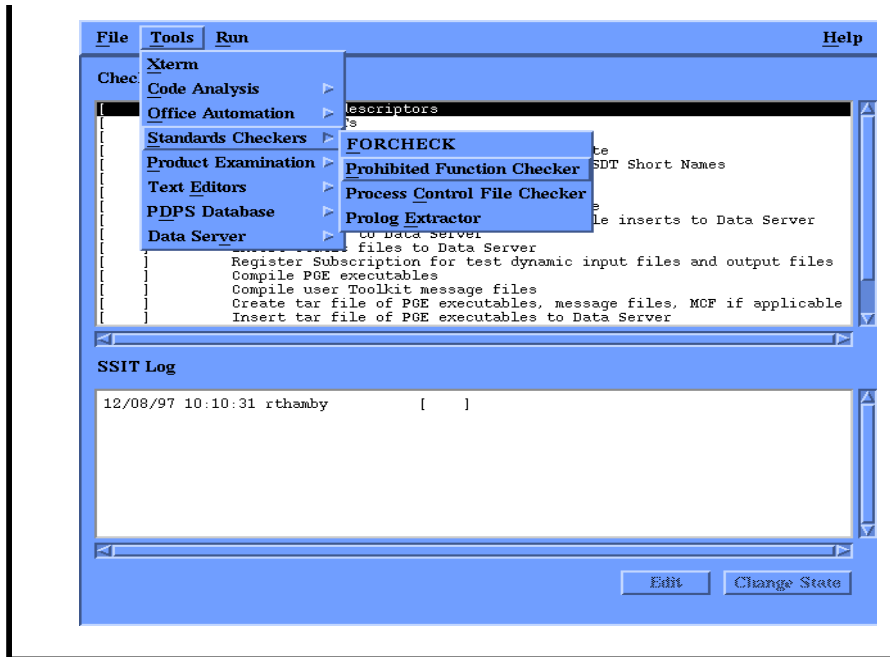 File Tools Run Help
Xterm
Chec
Code Analysis
Office Automation
Standards Checkers
Product Examination
Text Editors
PDPS Database
Data Server
FORCHECK
Prohibited Function Checker
Process Control File Checker
Prolog Extractor
[ descriptors
[
[
[ SDT Short Names
[
[
[ le inserts to Data Server
[ to Data Server
[ ] files to Data Server
[ ] Register Subscription for test dynamic input files and output files
[ ] Compile PGE executables
[ ] Compile user Toolkit message files
[ ] Create tar file of PGE executables, message files, MCF if applicable
[ ] Insert tar file of PGE executables to Data Server
SSIT Log
12/08/97 10:10:31 rthamby [ ]
Edit Change State